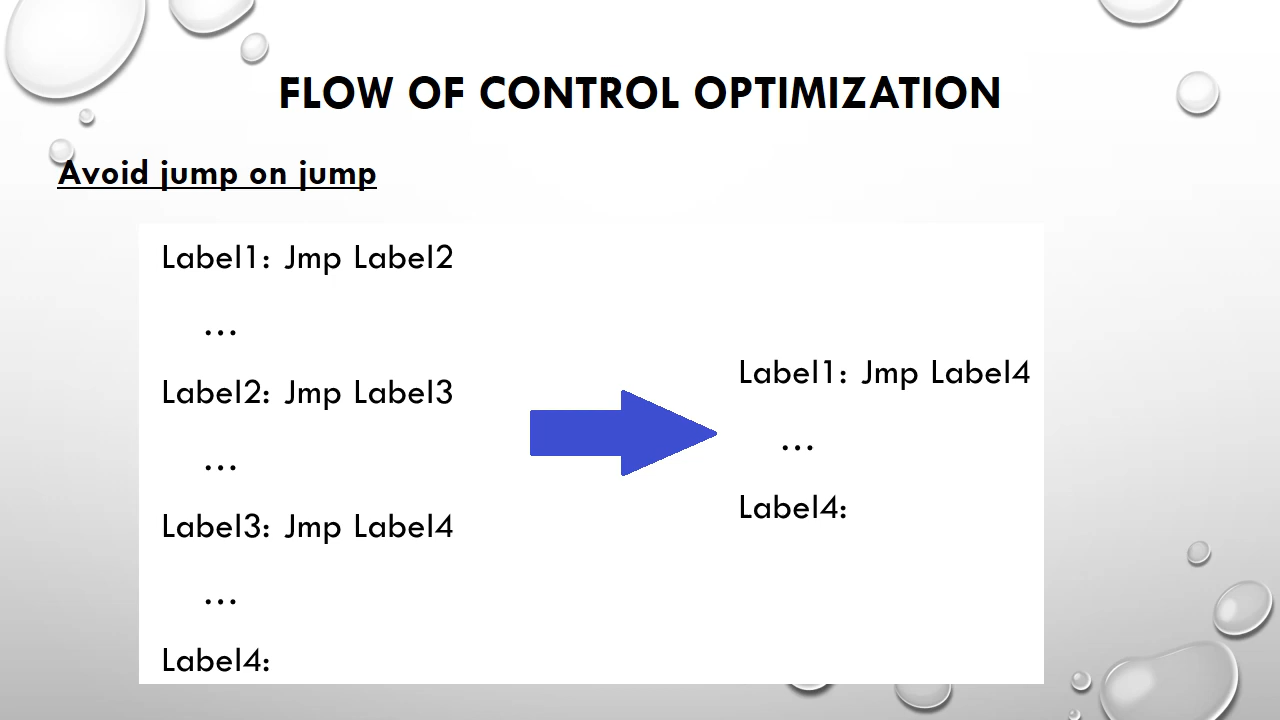 FLOW OF CONTROL OPTIMIZATION
Avoid jump on jump
Label1: Jmp Label2
...
Label2: Jmp Label3
...
Label3: Jmp Label4
...
Label4:
Label1: Jmp Label4
...
Label4: